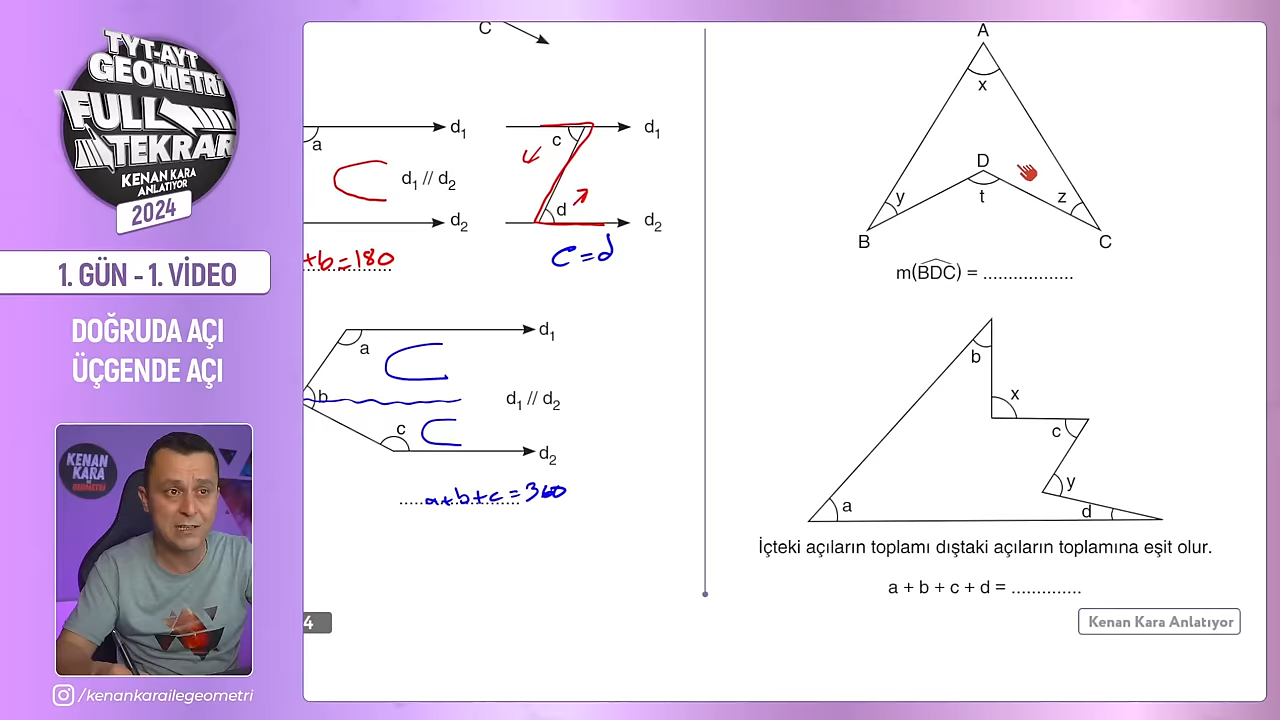 TYT-AYT
GEOMETRİ
FULL
TEKRAR
KENAN KARA
ANLATIYOR
2024
1. GÜN - 1. VİDEO
DOĞRUDA AÇI
ÜÇGENDE AÇI
KENAN
KARA
GEOMETRİ
/kenankarailegeometri
C
a
d1
d1 // d2
d2
+b=180
c
d1
d
d2
c=d
a
d1
b
d1 // d2
c
d2
a+b+c=360
4
A
x
D
y
t
z
B
C
m(BDC) = ..................
b
x
c
y
a
d
İçteki açıların toplamı dıştaki açıların toplamına eşit olur.
a + b + c + d = ..............
Kenan Kara Anlatıyor